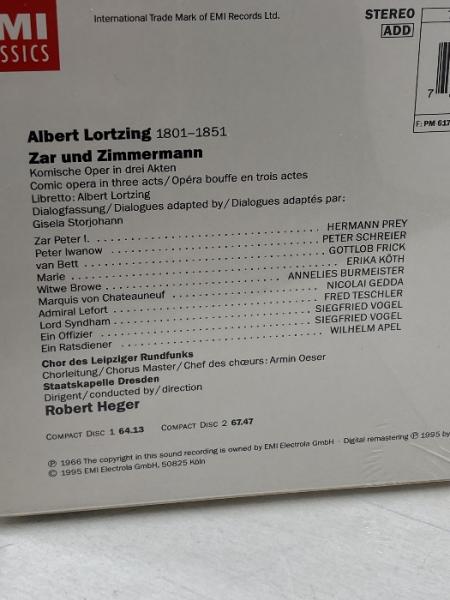 MI
SSICS
International Trade Mark of EMI Records Ltd.
STEREO
ADD
7
F: PM 617
Albert Lortzing 1801–1851
Zar und Zimmermann
Komische Oper in drei Akten
Comic opera in three acts/Opéra bouffe en trois actes
Libretto: Albert Lortzing
Dialogfassung/Dialogues adapted by/Dialogues adaptés par:
Gisela Storjohann
Zar Peter I. HERMANN PREY
Peter Iwanow PETER SCHREIER
van Bett GOTTLOB FRICK
Marie ERIKA KÖTH
Witwe Browe ANNELIES BURMEISTER
Marquis von Chateauneuf NICOLAI GEDDA
Admiral Lefort FRED TESCHLER
Lord Syndham SIEGFRIED VOGEL
Ein Offizier SIEGFRIED VOGEL
Ein Ratsdiener WILHELM APEL
Chor des Leipziger Rundfunks
Chorleitung/Chorus Master/Chef des chœurs: Armin Oeser
Staatskapelle Dresden
Dirigent/conducted by/direction
Robert Heger
COMPACT DISC 1 64.13 COMPACT DISC 2 67.47
℗ 1966 The copyright in this sound recording is owned by EMI Electrola GmbH · Digital remastering ℗ 1995 by
© 1995 EMI Electrola GmbH, 50825 Köln